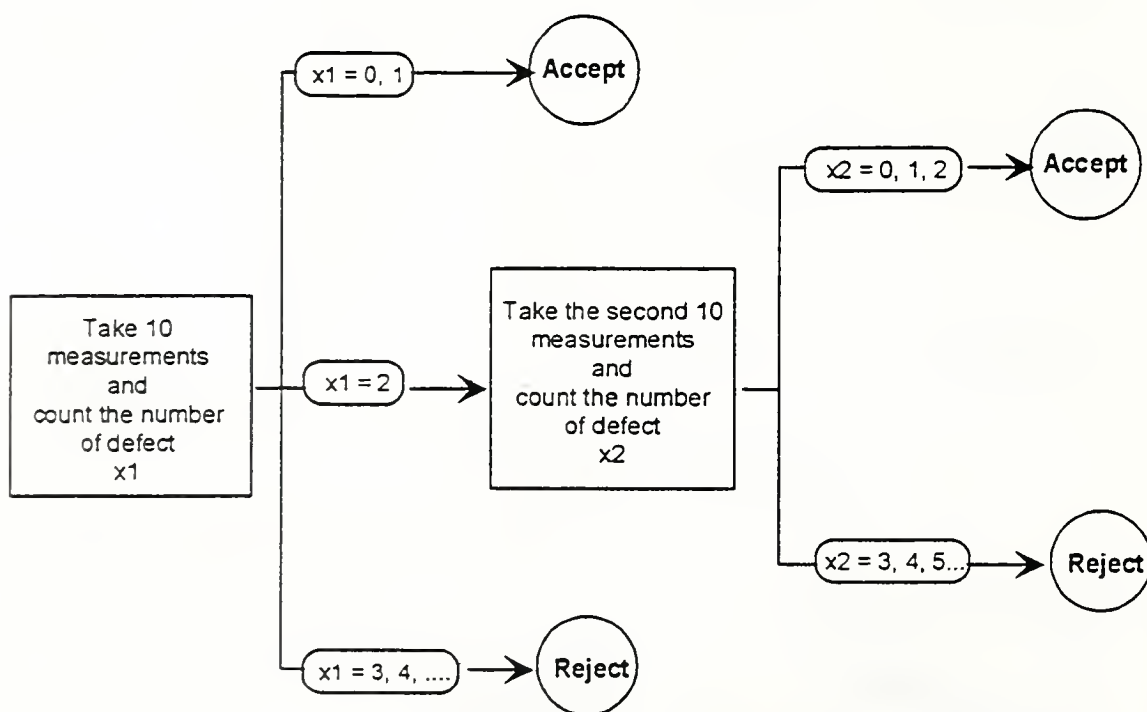 x1 = 0, 1
Accept
x2 = 0, 1, 2
Accept
Take 10
measurements
and
count the number
of defect
x1
x1 = 2
Take the second 10
measurements
and
count the number
of defect
x2
x2 = 3, 4, 5...
Reject
x1 = 3, 4, ....
Reject